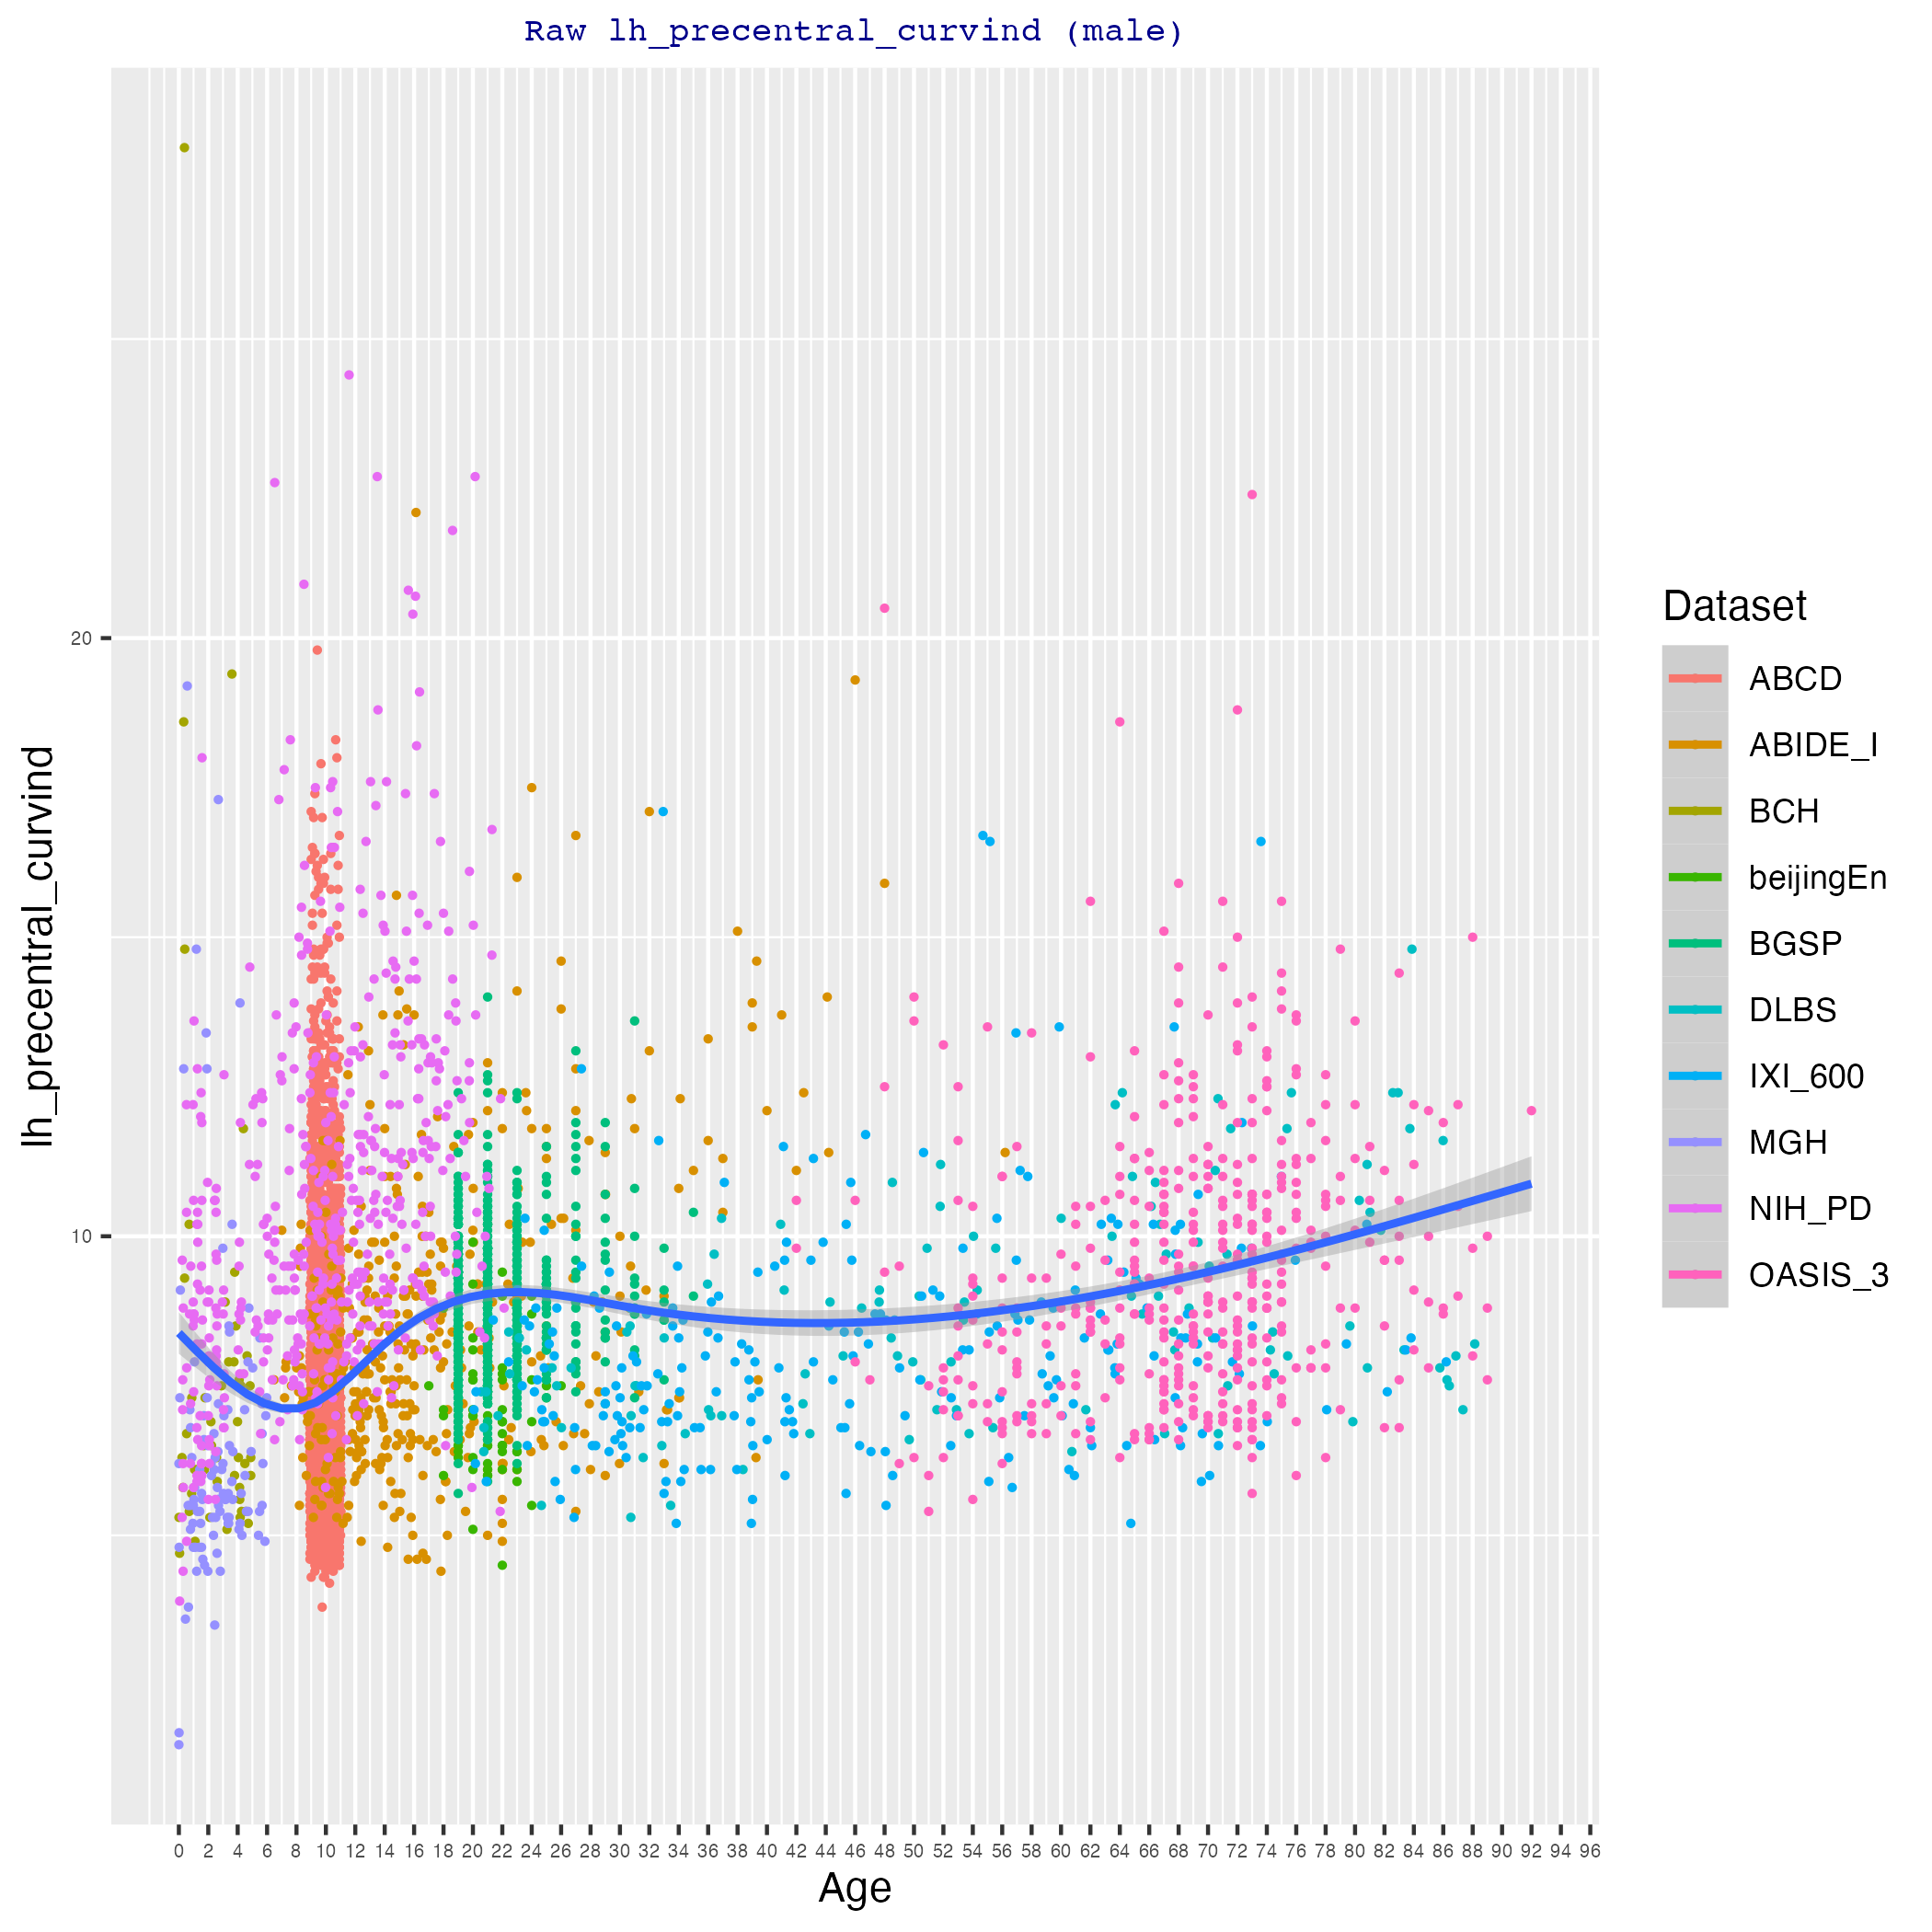 Raw lh_precentral_curvind (male)
lh_precentral_curvind
20
10
0 2 4 6 8 10 12 14 16 18 20 22 24 26 28 30 32 34 36 38 40 42 44 46 48 50 52 54 56 58 60 62 64 66 68 70 72 74 76 78 80 82 84 86 88 90 92 94 96
Age
Dataset
ABCD
ABIDE_I
BCH
beijingEn
BGSP
DLBS
IXI_600
MGH
NIH_PD
OASIS_3